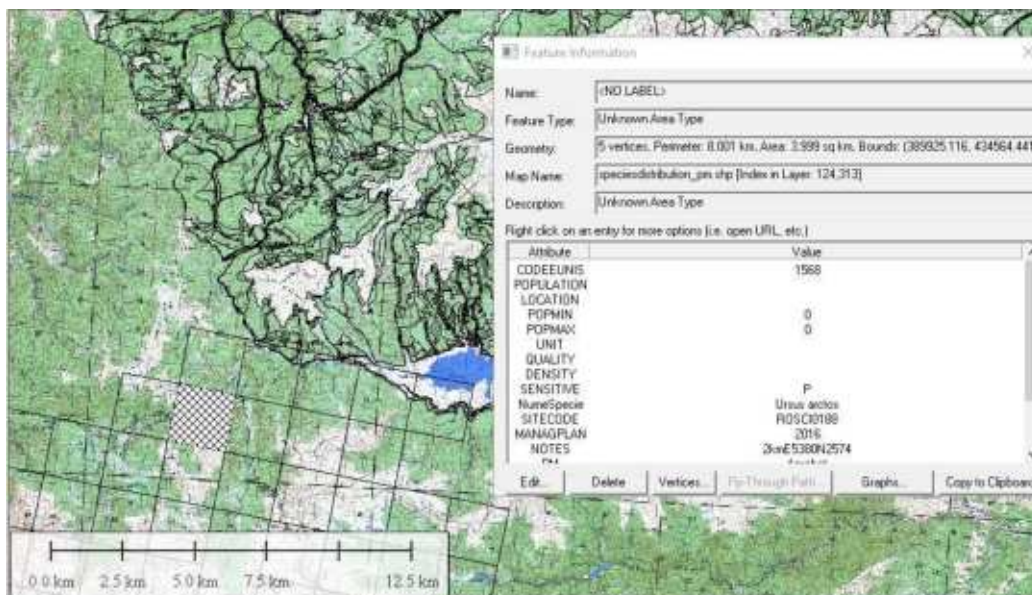 Feature Information
Name: <NO LABEL>
Feature Type: Unknown Area Type
Geometry: 5 vertices. Perimeter: 8.001 km. Area: 3.999 sq km. Bounds: (389925.116, 434564.441
Map Name: speciesdistribution_pm.shp [Index in Layer: 124,313]
Description: Unknown Area Type
Right click on an entry for more options (i.e. open URL, etc.)
Attribute Value
CODEEUNIS 1568
POPULATION
LOCATION
POPMIN 0
POPMAX 0
UNIT
QUALITY
DENSITY
SENSITIVE P
NumeSpecie Ursus arctos
SITECODE ROSCI0188
MANAGPLAN 2016
NOTES 2kmE5380N2574
Edit... Delete Vertices... Fly-Through Path... Graphs... Copy to Clipboard
0.0 km 2.5 km 5.0 km 7.5 km 12.5 km